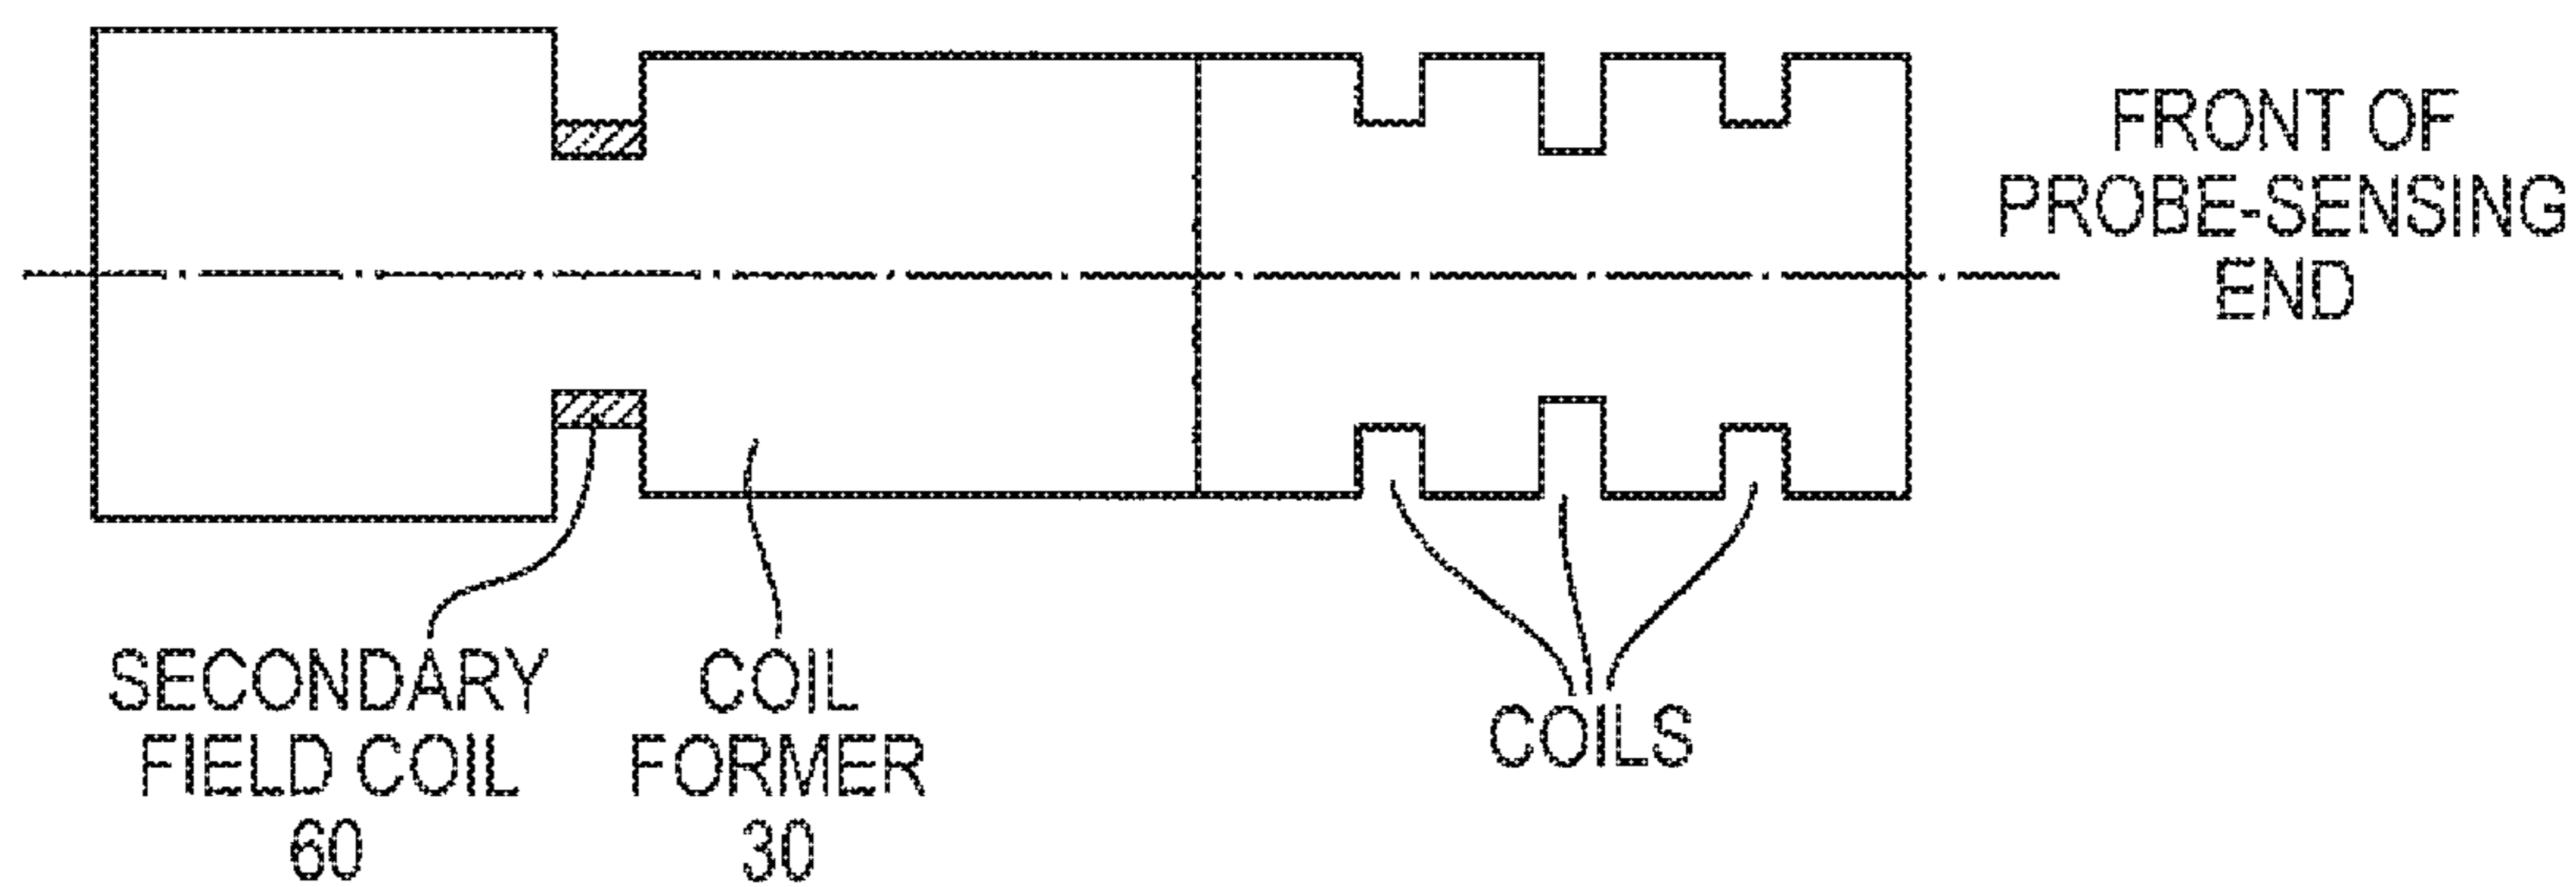 FRONT OF
PROBE-SENSING
END
SECONDARY
FIELD COIL
60
COIL
FORMER
30
COILS